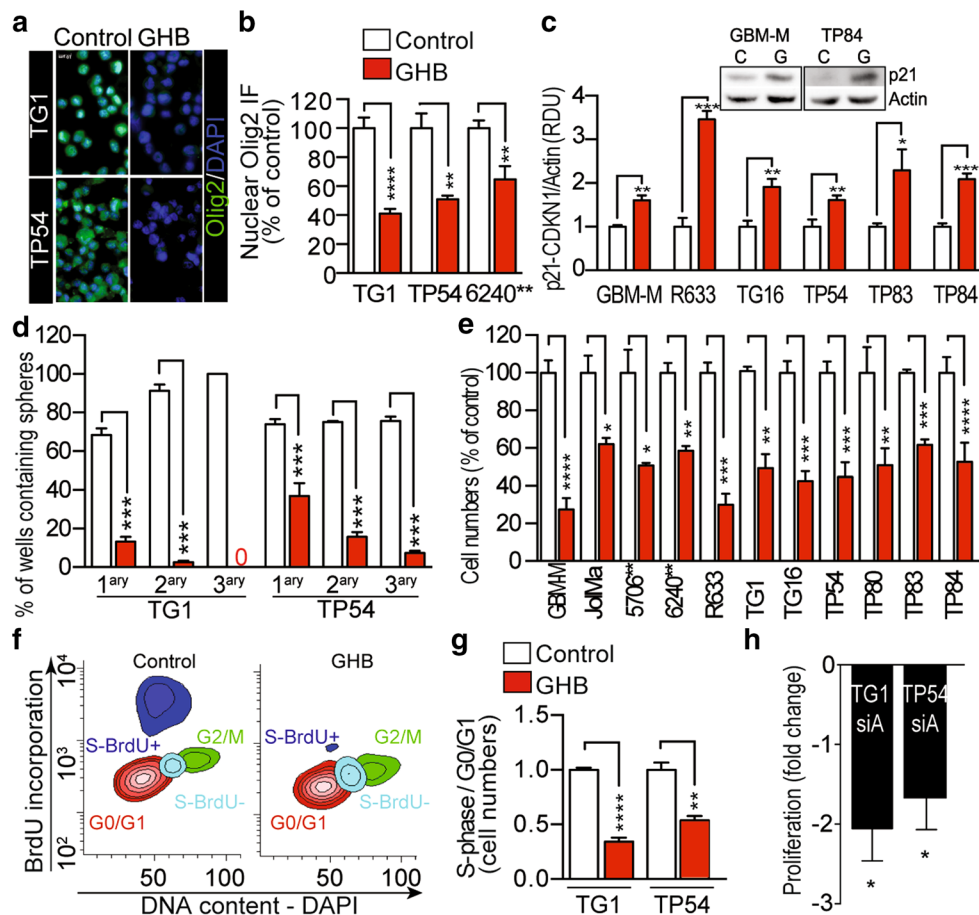 a
Control GHB
TG1
TP54
Olig2/DAPI
b
Control
GHB
Nuclear Olig2 IF
(% of control)
120
100
80
60
40
20
0
****
**
**
TG1 TP54 6240**
c
GBM-M TP84
C G C G
p21
Actin
p21-CDKN1/Actin (RDU)
4
3
2
1
0
**
***
**
**
*
***
GBM-M R633 TG16 TP54 TP83 TP84
d
% of wells containing spheres
120
100
80
60
40
20
0
***
***
0
***
***
***
1ary 2ary 3ary 1ary 2ary 3ary
TG1 TP54
e
Cell numbers (% of control)
120
100
80
60
40
20
0
****
*
*
**
***
**
***
***
**
***
****
GBM-M
JolMa
5706**
6240**
R633
TG1
TG16
TP54
TP80
TP83
TP84
f
BrdU incorporation
Control
GHB
10⁴
10³
10²
S-BrdU+
G2/M
S-BrdU-
G0/G1
50 100 50 100
DNA content - DAPI
g
Control
GHB
S-phase / G0/G1
(cell numbers)
1.5
1.0
0.5
0.0
****
**
TG1 TP54
h
Proliferation (fold change)
0
-1
-2
-3
TG1
siA
TP54
siA
*
*